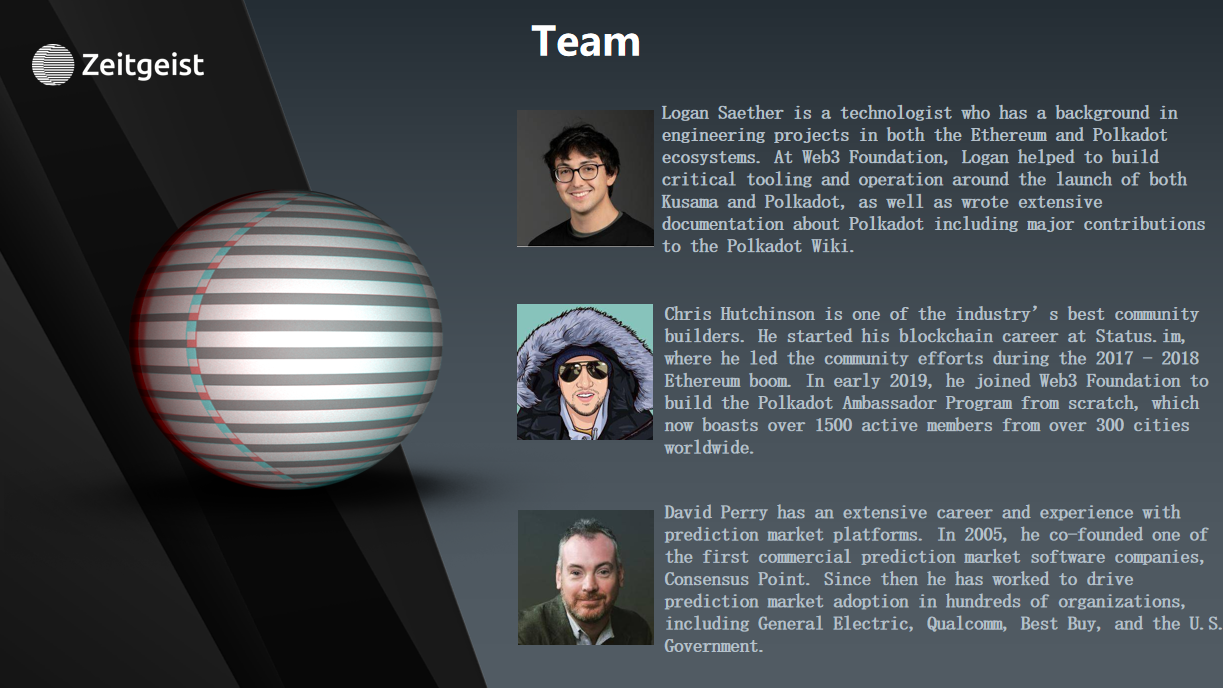 Zeitgeist
Team
Logan Saether is a technologist who has a background in
engineering projects in both the Ethereum and Polkadot
ecosystems. At Web3 Foundation, Logan helped to build
critical tooling and operation around the launch of both
Kusama and Polkadot, as well as wrote extensive
documentation about Polkadot including major contributions
to the Polkadot Wiki.
Chris Hutchinson is one of the industry’s best community
builders. He started his blockchain career at Status.im,
where he led the community efforts during the 2017 – 2018
Ethereum boom. In early 2019, he joined Web3 Foundation to
build the Polkadot Ambassador Program from scratch, which
now boasts over 1500 active members from over 300 cities
worldwide.
David Perry has an extensive career and experience with
prediction market platforms. In 2005, he co-founded one of
the first commercial prediction market software companies,
Consensus Point. Since then he has worked to drive
prediction market adoption in hundreds of organizations,
including General Electric, Qualcomm, Best Buy, and the U.S.
Government.